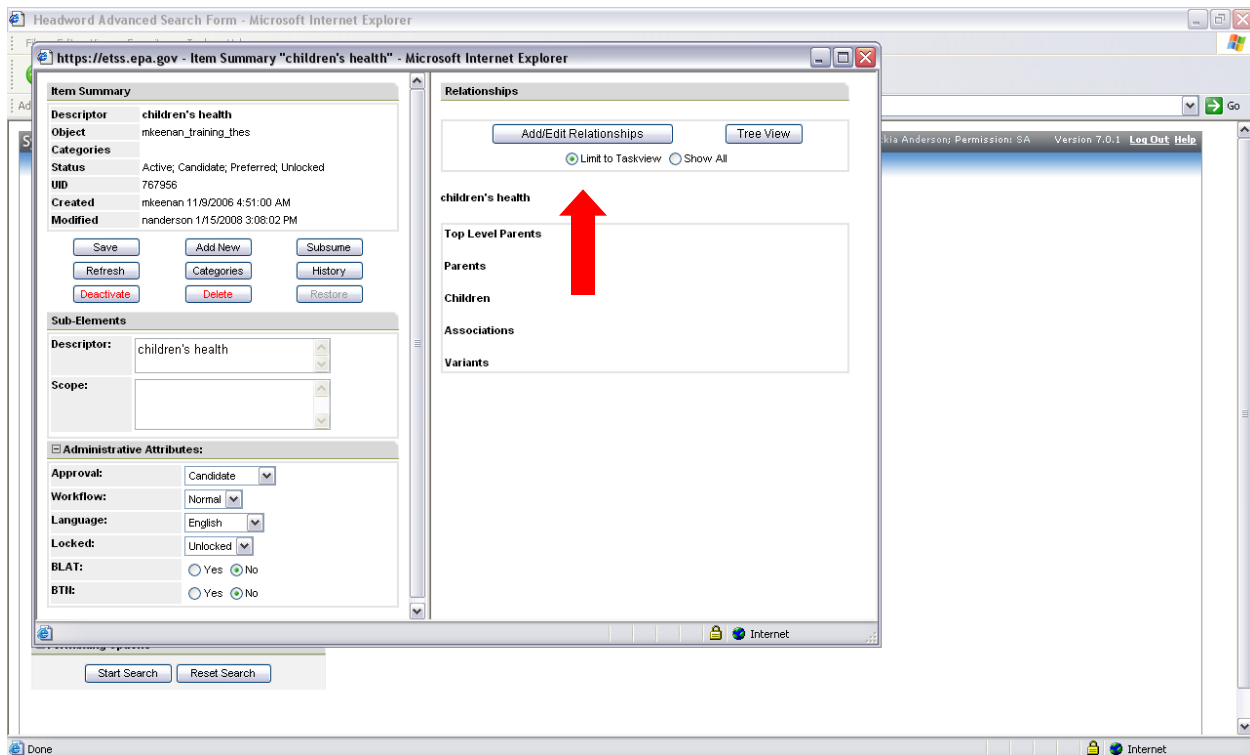 Headword Advanced Search Form - Microsoft Internet Explorer
https://etss.epa.gov - Item Summary "children's health" - Microsoft Internet Explorer
Ad
Go
kia Anderson; Permission: SA Version 7.0.1 Log Out Help
Item Summary
Descriptor children's health
Object mkeenan_training_thes
Categories
Status Active; Candidate; Preferred; Unlocked
UID 767956
Created mkeenan 11/9/2006 4:51:00 AM
Modified nanderson 1/15/2008 3:08:02 PM
Save Add New Subsume
Refresh Categories History
Deactivate Delete Restore
Sub-Elements
Descriptor: children's health
Scope:
Administrative Attributes:
Approval: Candidate
Workflow: Normal
Language: English
Locked: Unlocked
BLAT: Yes No
BTH: Yes No
Relationships
Add/Edit Relationships Tree View
Limit to Taskview Show All
children's health
Top Level Parents
Parents
Children
Associations
Variants
Internet
Start Search Reset Search
Done Internet